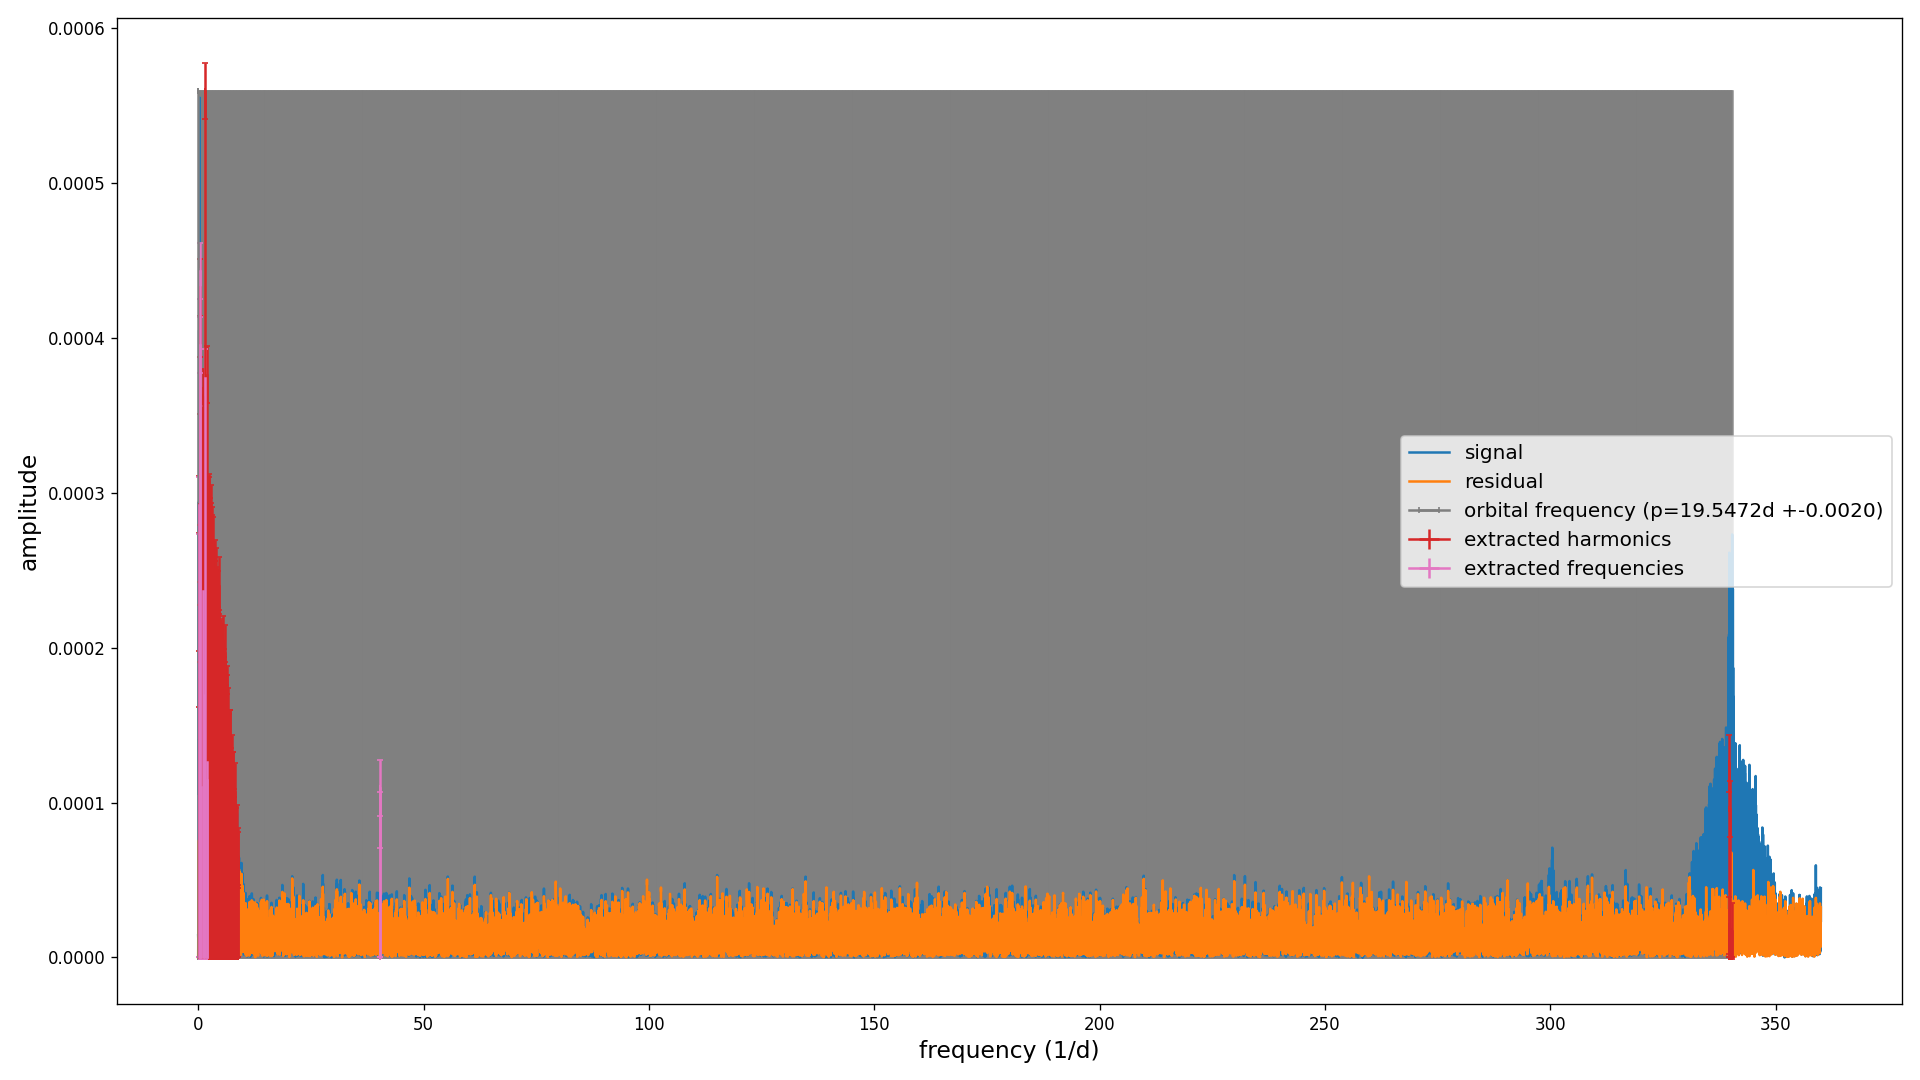 0.0006
0.0005
0.0004
0.0003
0.0002
0.0001
0.0000
amplitude
signal
residual
orbital frequency (p=19.5472d +-0.0020)
extracted harmonics
extracted frequencies
0 50 100 150 200 250 300 350
frequency (1/d)